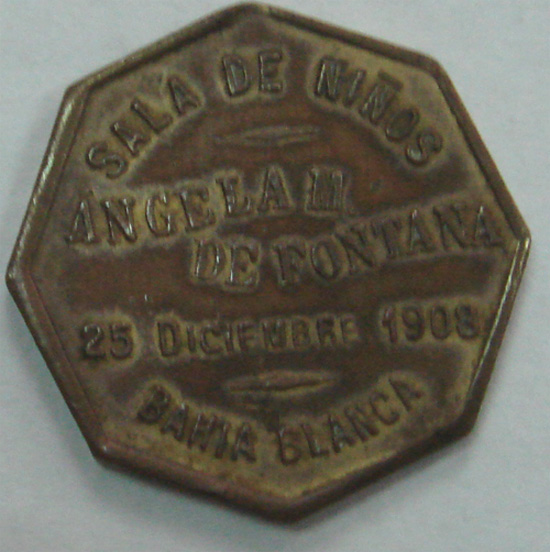 SALA DE NIÑOS
ANGELA M
DE FONTANA
25 DICIEMBRE 1908
BAHIA BLANCA